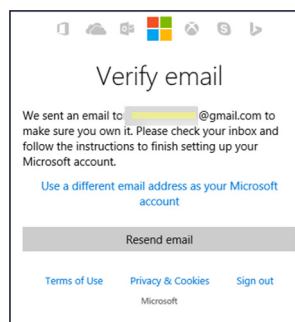 Verify email
We sent an email to @gmail.com to
make sure you own it. Please check your inbox and
follow the instructions to finish setting up your
Microsoft account.
Use a different email address as your Microsoft
account
Resend email
Terms of Use Privacy & Cookies Sign out
Microsoft